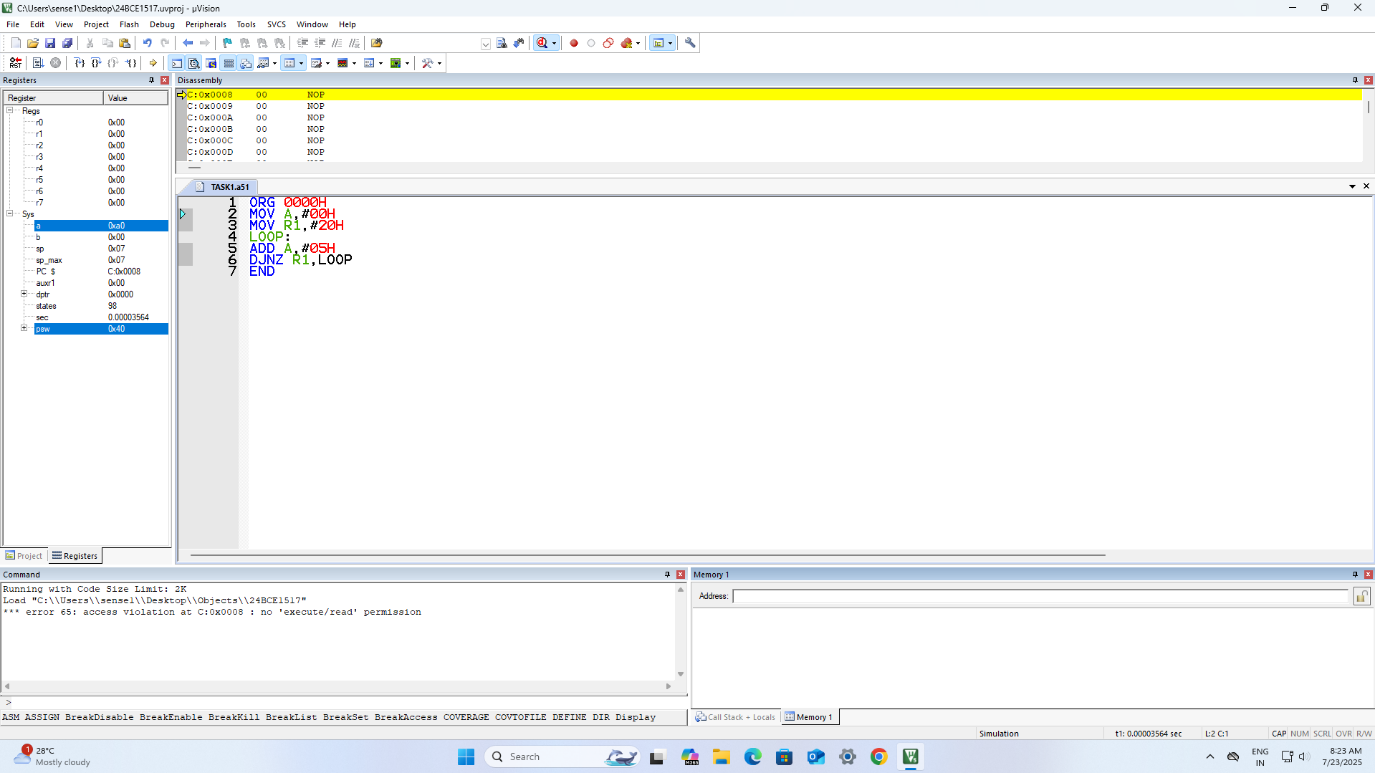 C:\Users\sense1\Desktop\24BCE1517.uvproj - µVision
File Edit View Project Flash Debug Peripherals Tools SVCS Window Help
Registers
Register Value
Regs
r0 0x00
r1 0x00
r2 0x00
r3 0x00
r4 0x00
r5 0x00
r6 0x00
r7 0x00
Sys
a 0xa0
b 0x00
sp 0x07
sp_max 0x07
PC $ C:0x0008
auxr1 0x00
dptr 0x0000
states 98
sec 0.00003564
psw 0x40
Project Registers
Disassembly
C:0x0008 00 NOP
C:0x0009 00 NOP
C:0x000A 00 NOP
C:0x000B 00 NOP
C:0x000C 00 NOP
C:0x000D 00 NOP
TASK1.a51
1 ORG 0000H
2 MOV A,#00H
3 MOV R1,#20H
4 LOOP:
5 ADD A,#05H
6 DJNZ R1,LOOP
7 END
Command
Running with Code Size Limit: 2K
Load "C:\\Users\\sense1\\Desktop\\Objects\\24BCE1517"
*** error 65: access violation at C:0x0008 : no 'execute/read' permission
>
ASM ASSIGN BreakDisable BreakEnable BreakKill BreakList BreakSet BreakAccess COVERAGE COVTOFILE DEFINE DIR Display
Memory 1
Address:
Call Stack + Locals Memory 1
Simulation t1: 0.00003564 sec L:2 C:1 CAP NUM SCRL OVR R/W
1
28°C
Mostly cloudy
Search
ENG
IN
8:23 AM
7/23/2025